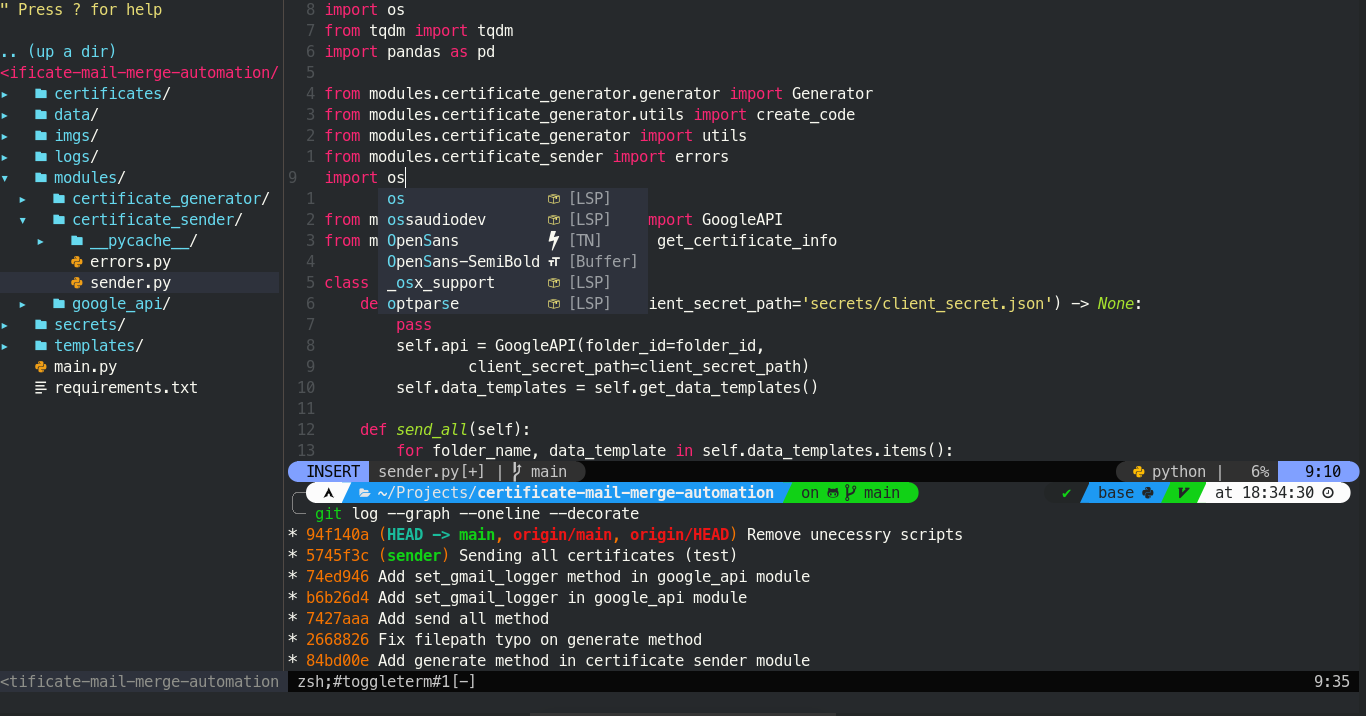 " Press ? for help
.. (up a dir)
<ificate-mail-merge-automation/
▸ certificates/
▸ data/
▸ imgs/
▸ logs/
▾ modules/
▸ certificate_generator/
▾ certificate_sender/
▸ __pycache__/
errors.py
sender.py
▸ google_api/
▸ secrets/
▸ templates/
main.py
requirements.txt
<tificate-mail-merge-automation
8 import os
7 from tqdm import tqdm
6 import pandas as pd
5
4 from modules.certificate_generator.generator import Generator
3 from modules.certificate_generator.utils import create_code
2 from modules.certificate_generator import utils
1 from modules.certificate_sender import errors
9 import os
1 os [LSP]
2 from m ossaudiodev [LSP] mport GoogleAPI
3 from m OpenSans [TN] get_certificate_info
4 OpenSans-SemiBold [Buffer]
5 class _osx_support [LSP]
6 de optparse [LSP] lient_secret_path='secrets/client_secret.json') -> None:
7 pass
8 self.api = GoogleAPI(folder_id=folder_id,
9 client_secret_path=client_secret_path)
10 self.data_templates = self.get_data_templates()
11
12 def send_all(self):
13 for folder_name, data_template in self.data_templates.items():
INSERT sender.py[+] | main python | 6% 9:10
~/Projects/certificate-mail-merge-automation on main ✔ base at 18:34:30
git log --graph --oneline --decorate
* 94f140a (HEAD -> main, origin/main, origin/HEAD) Remove unecessry scripts
* 5745f3c (sender) Sending all certificates (test)
* 74ed946 Add set_gmail_logger method in google_api module
* b6b26d4 Add set_gmail_logger in google_api module
* 7427aaa Add send all method
* 2668826 Fix filepath typo on generate method
* 84bd00e Add generate method in certificate sender module
zsh;#toggleterm#1[-] 9:35